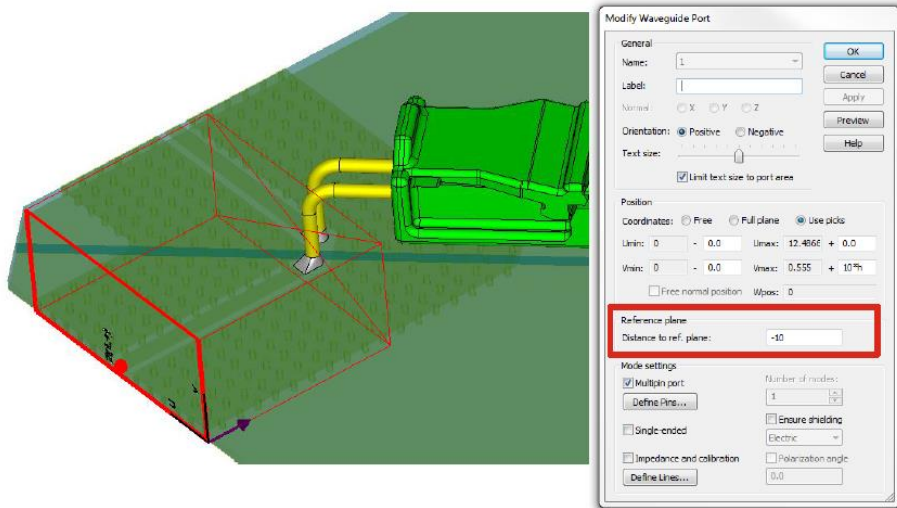 Modify Waveguide Port
General
Name: 1
Label:
Normal: X Y Z
Orientation: Positive Negative
Text size:
Limit text size to port area
OK
Cancel
Apply
Preview
Help
Position
Coordinates: Free Full plane Use picks
Umin: 0 - 0.0 Umax: 12.4866 + 0.0
Vmin: 0 - 0.0 Vmax: 0.555 + 10*h
Free normal position Wpos: 0
Reference plane
Distance to ref. plane: -10
Mode settings
Multipin port
Define Pins...
Single-ended
Impedance and calibration
Define Lines...
Number of modes:
1
Ensure shielding
Electric
Polarization angle
0.0